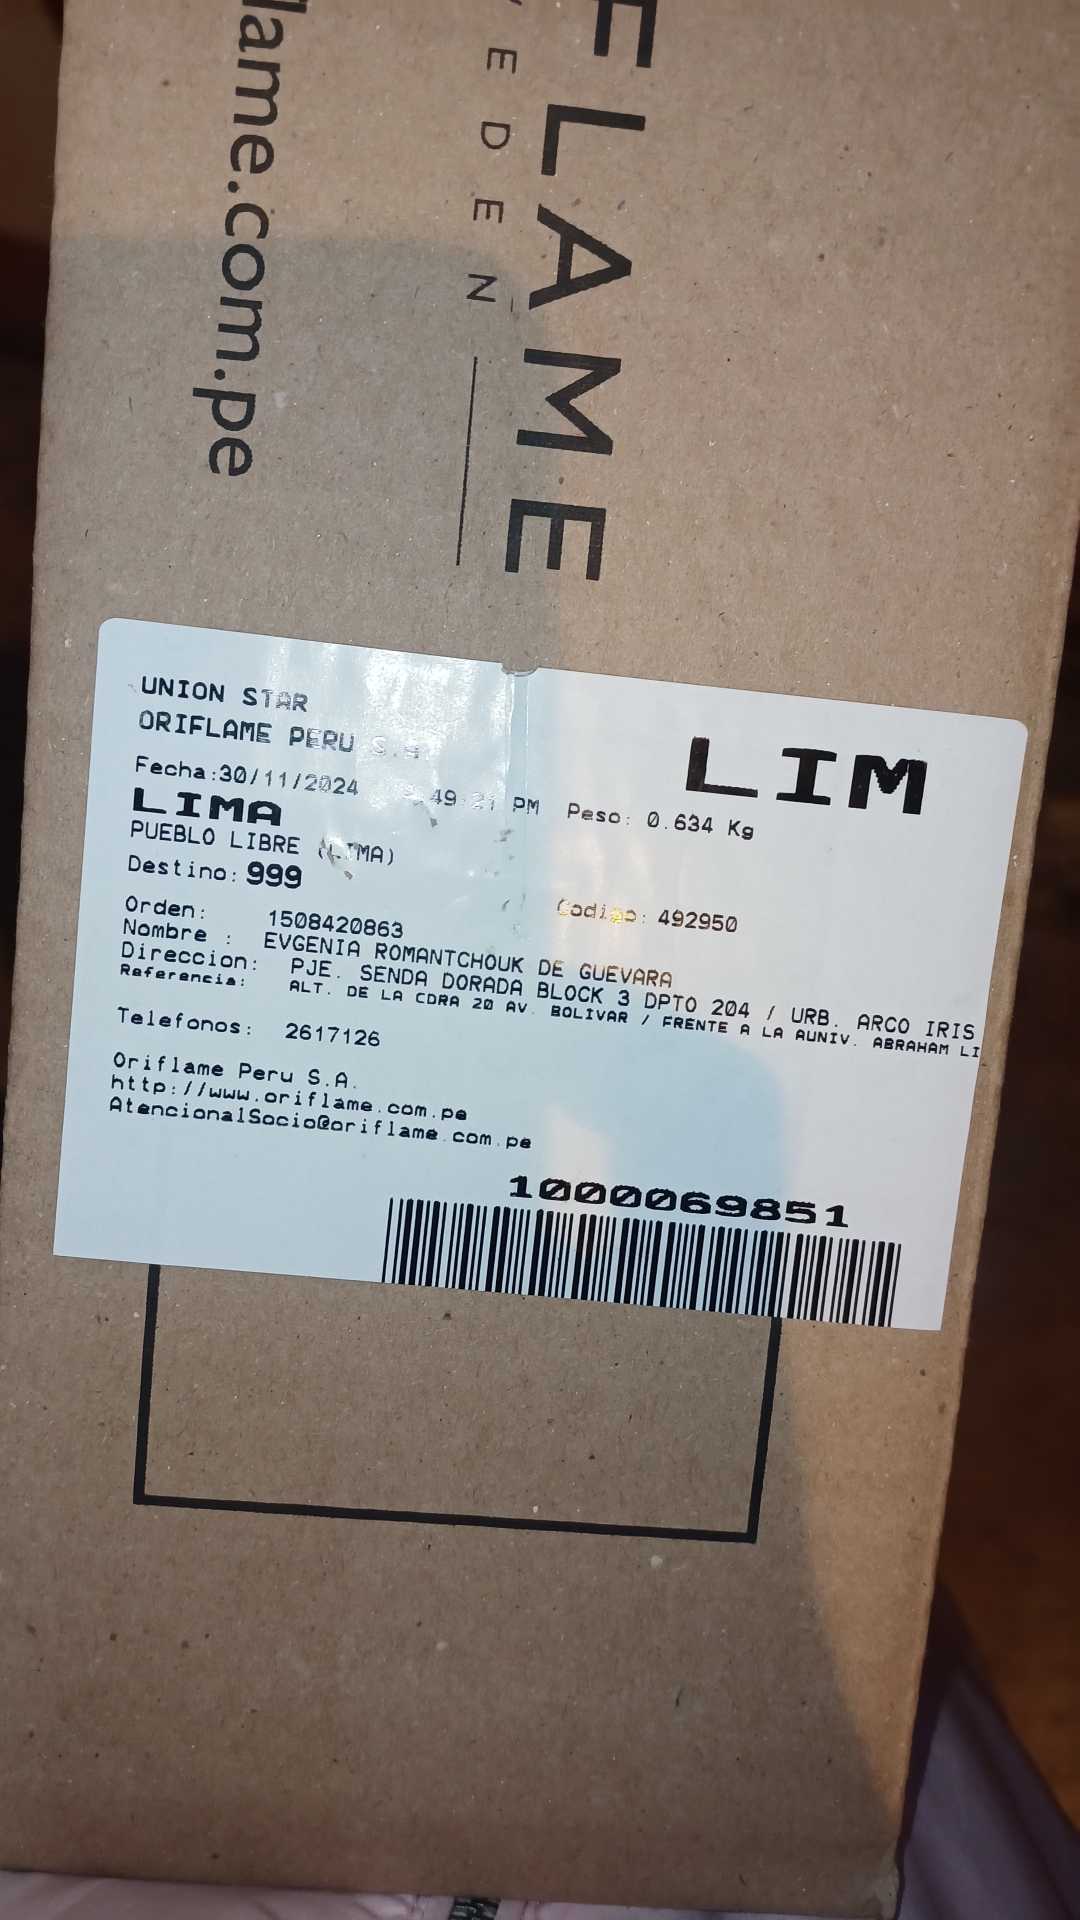 FLAME
EDEN
lame.com.pe
UNION STAR
ORIFLAME PERU
LIM
Fecha:30/11/2024 PM Peso: 0.634 Kg
LIMA
PUEBLO LIBRE (LIMA)
Destino: 999
Orden: 1508420863 Codigo: 492950
Nombre : EVGENIA ROMANTCHOUK DE GUEVARA
Direccion: PJE. SENDA DORADA BLOCK 3 DPTO 204 / URB. ARCO IRIS
Referencia: ALT. DE LA CDRA 20 AV. BOLIVAR / FRENTE A LA AUNIV. ABRAHAM LI
Telefonos: 2617126
Oriflame Peru S.A.
http://www.oriflame.com.pe
AtencionalSocio@oriflame.com.pe
1000069851